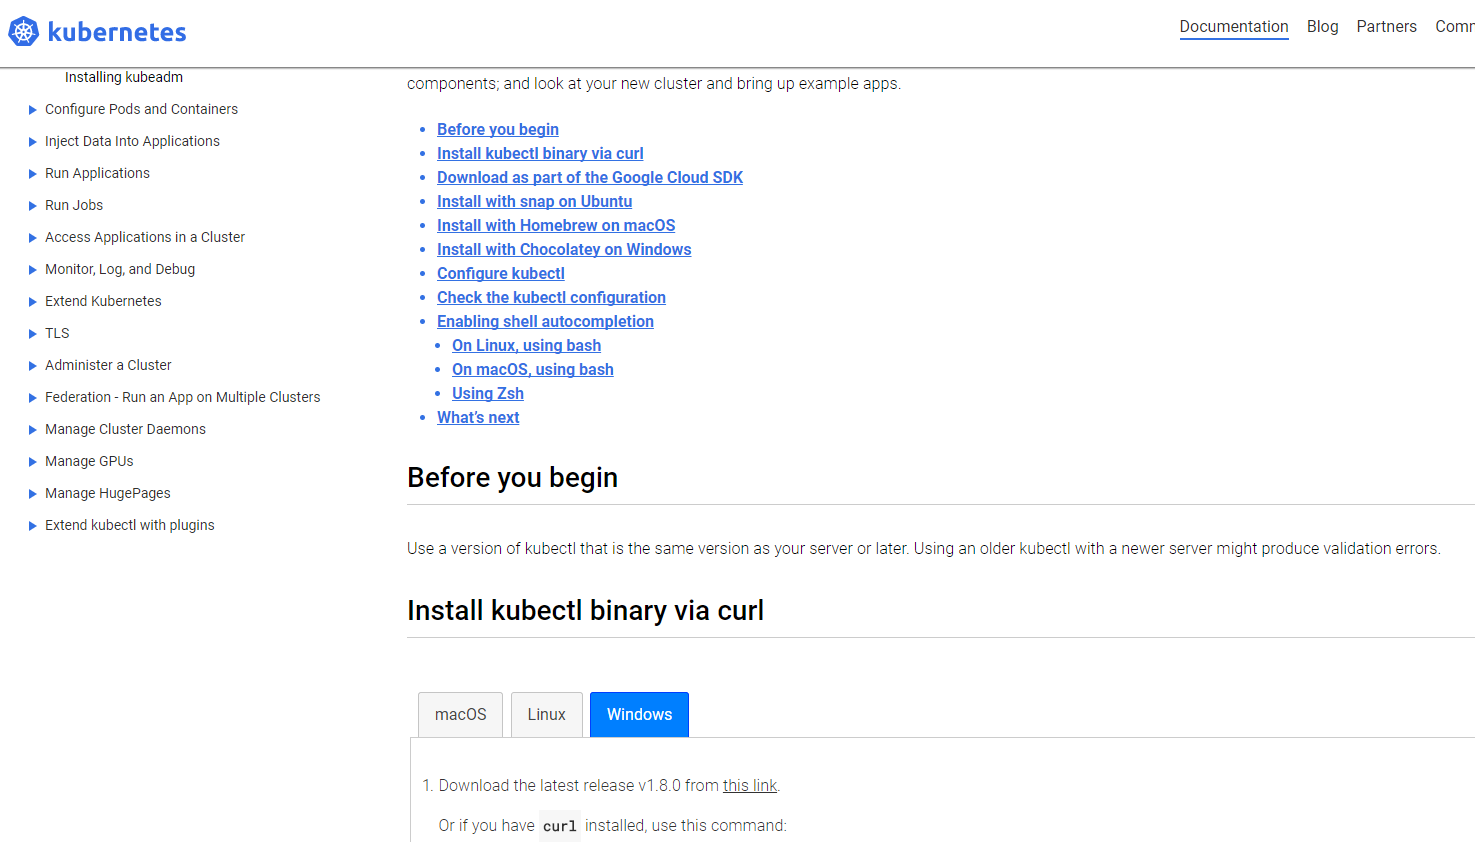 kubernetes
Documentation Blog Partners Comm
Installing kubeadm
Configure Pods and Containers
Inject Data Into Applications
Run Applications
Run Jobs
Access Applications in a Cluster
Monitor, Log, and Debug
Extend Kubernetes
TLS
Administer a Cluster
Federation - Run an App on Multiple Clusters
Manage Cluster Daemons
Manage GPUs
Manage HugePages
Extend kubectl with plugins
components; and look at your new cluster and bring up example apps.
Before you begin
Install kubectl binary via curl
Download as part of the Google Cloud SDK
Install with snap on Ubuntu
Install with Homebrew on macOS
Install with Chocolatey on Windows
Configure kubectl
Check the kubectl configuration
Enabling shell autocompletion
On Linux, using bash
On macOS, using bash
Using Zsh
What's next
Before you begin
Use a version of kubectl that is the same version as your server or later. Using an older kubectl with a newer server might produce validation errors.
Install kubectl binary via curl
macOS Linux Windows
1. Download the latest release v1.8.0 from this link.
Or if you have curl installed, use this command: